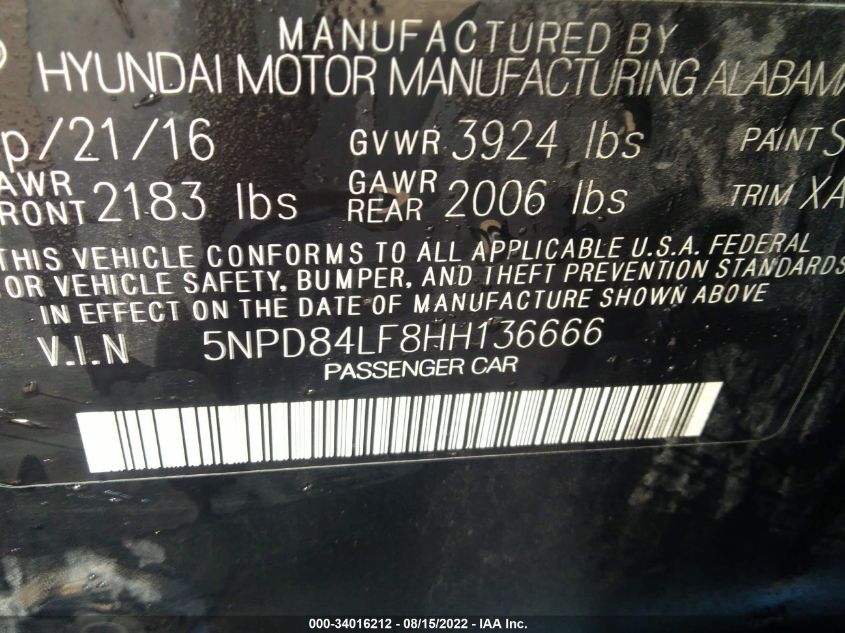 MANUFACTURED BY
HYUNDAI MOTOR MANUFACTURING ALABAMA
p/21/16 GVWR 3924 lbs PAINT S
AWR FRONT 2183 lbs GAWR REAR 2006 lbs TRIM XA
THIS VEHICLE CONFORMS TO ALL APPLICABLE U.S.A. FEDERAL
OR VEHICLE SAFETY, BUMPER, AND THEFT PREVENTION STANDARDS
IN EFFECT ON THE DATE OF MANUFACTURE SHOWN ABOVE
V.I.N 5NPD84LF8HH136666
PASSENGER CAR
000-34016212 - 08/15/2022 - IAA Inc.